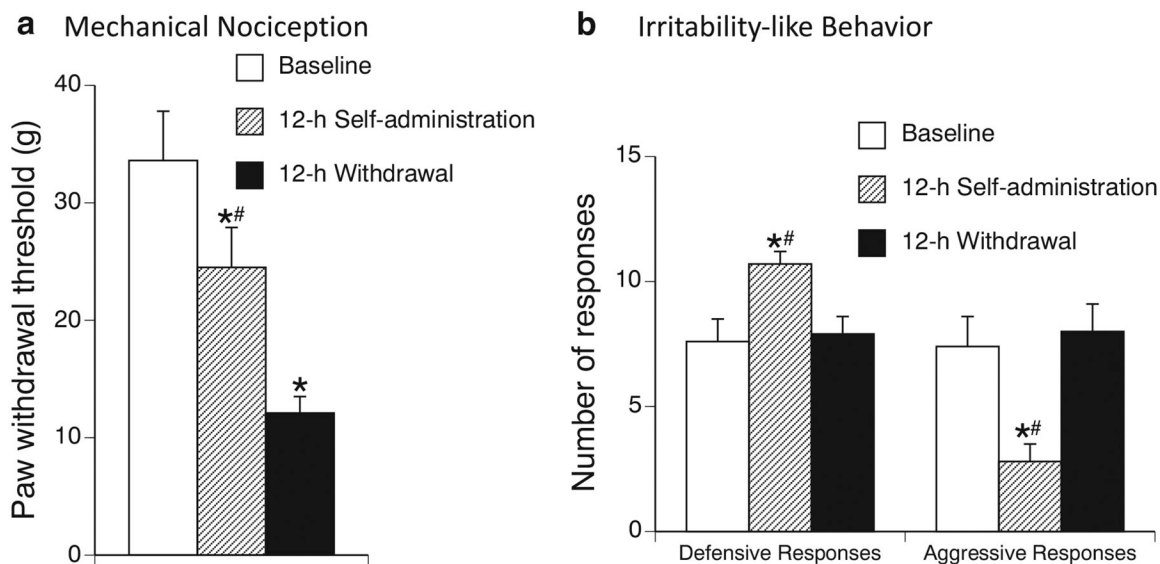 a Mechanical Nociception
Baseline
12-h Self-administration
12-h Withdrawal
Paw withdrawal threshold (g)
40
30
20
10
0
*#
*
b Irritability-like Behavior
Baseline
12-h Self-administration
12-h Withdrawal
Number of responses
15
10
5
0
*#
*#
Defensive Responses
Aggressive Responses